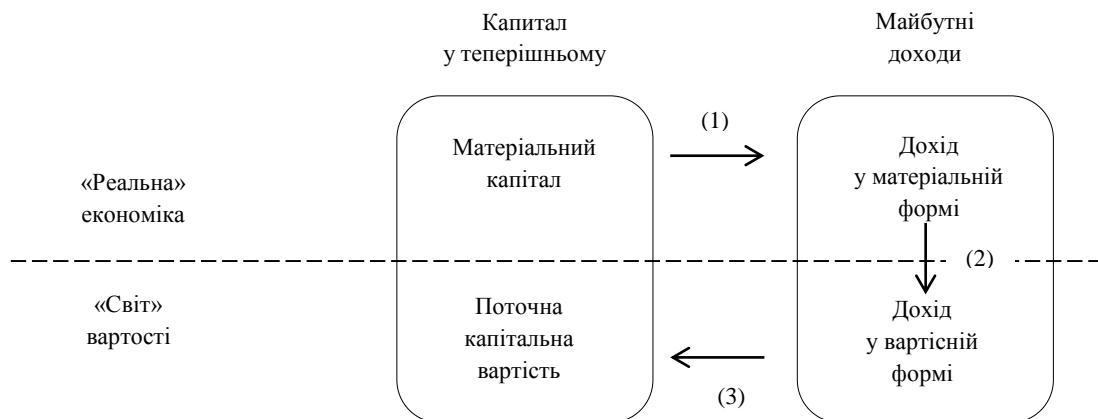 Капитал
у теперішньому
Майбутні
доходи
(1)
Матеріальний
капітал
Дохід
у матеріальній
формі
«Реальна»
економіка
(2)
«Світ»
вартості
Поточна
капітальна
вартість
Дохід
у вартісній
формі
(3)